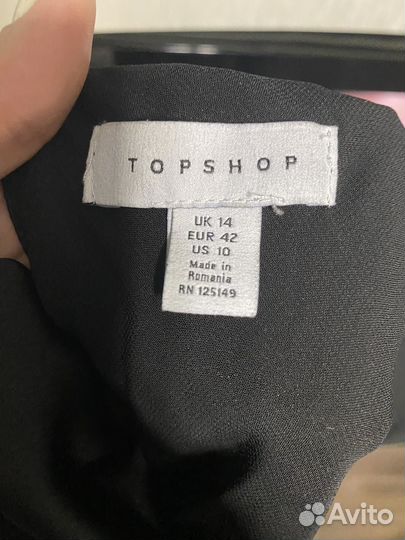 TOPSHOP
UK 14
EUR 42
US 10
Made in
Romania
RN 125149
Avito